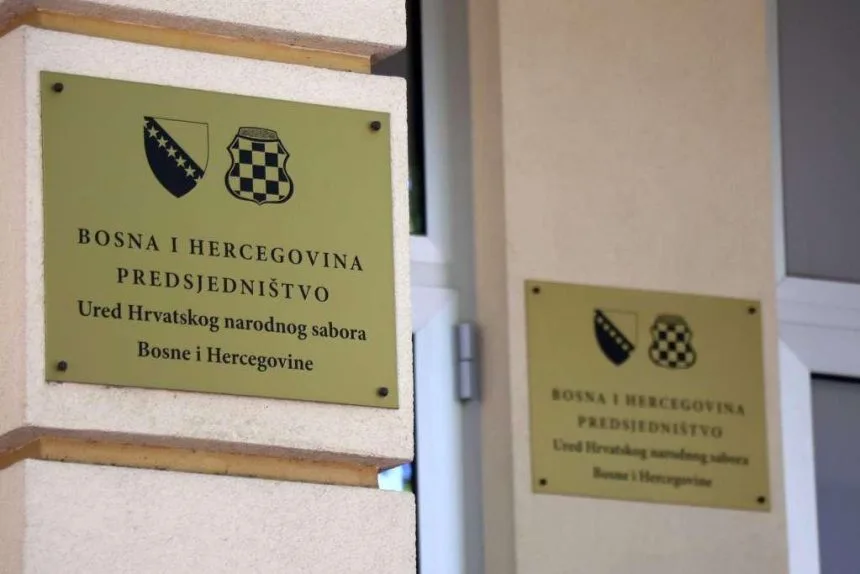 BOSNA I HERCEGOVINA
PREDSJEDNIŠTVO
Ured Hrvatskog narodnog sabora
Bosne i Hercegovine
BOSNA I HERCEGOVINA
PREDSJEDNIŠTVO
Ured Hrvatskog narodnog sabora
Bosne i Hercegovine